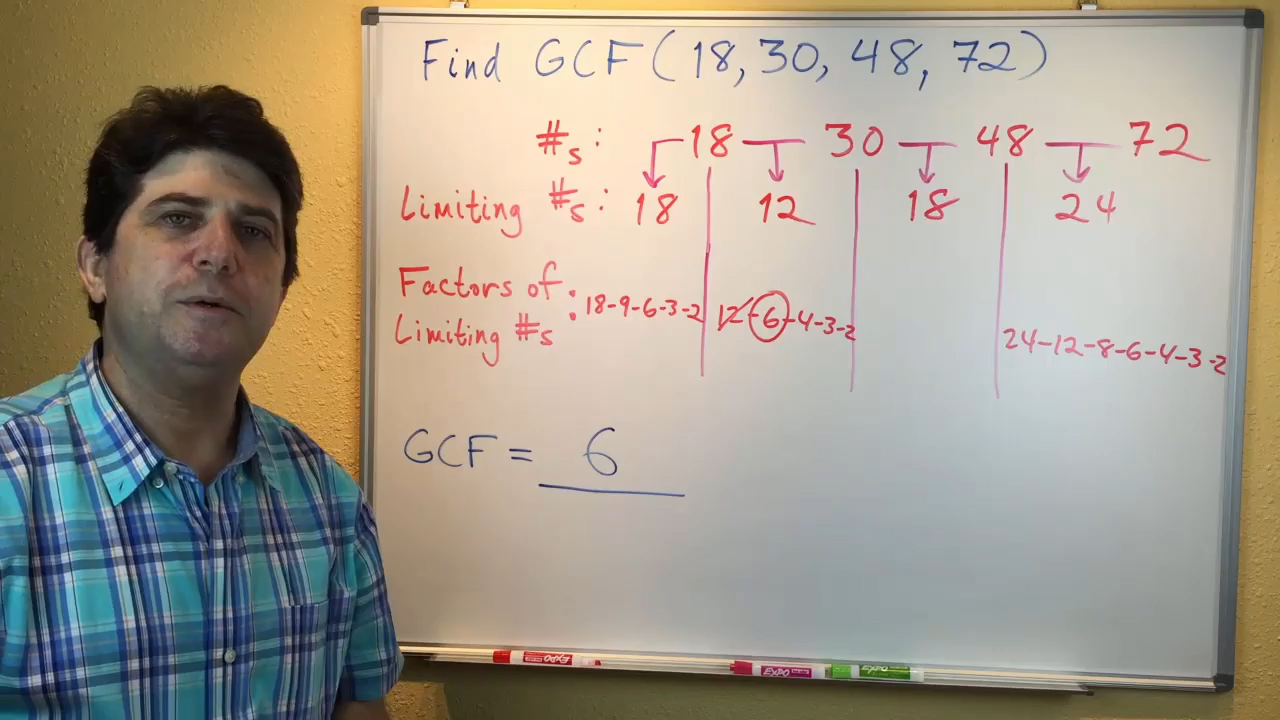 Find GCF(18, 30, 48, 72)
#s: 18 30 48 72
Limiting #s: 18 12 18 24
Factors of
Limiting #s: 18-9-6-3-2 12-6-4-3-2 24-12-8-6-4-3-2
GCF = 6
EXPO EXPO EXPO